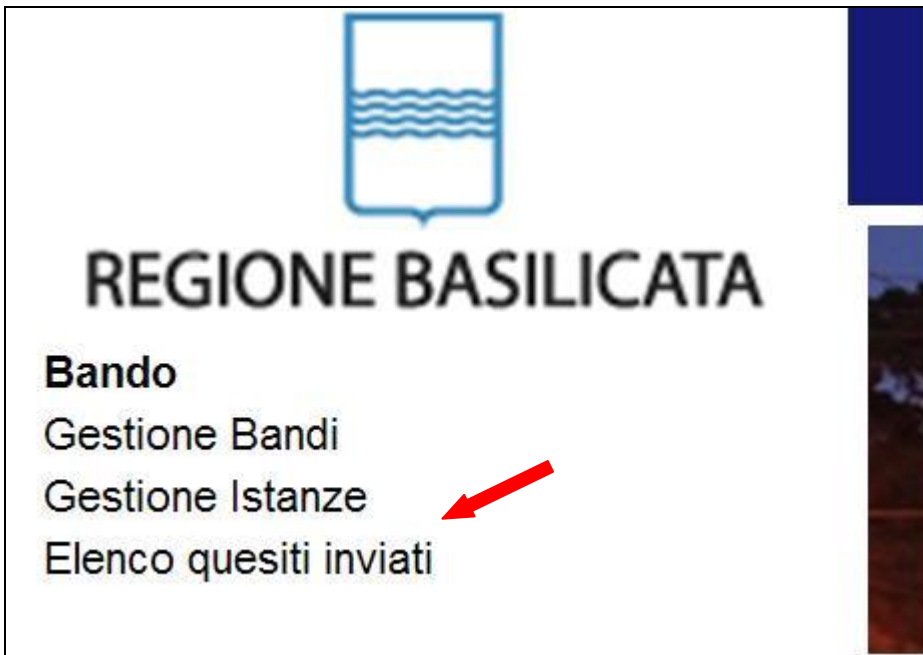 REGIONE BASILICATA
Bando
Gestione Bandi
Gestione Istanze
Elenco quesiti inviati